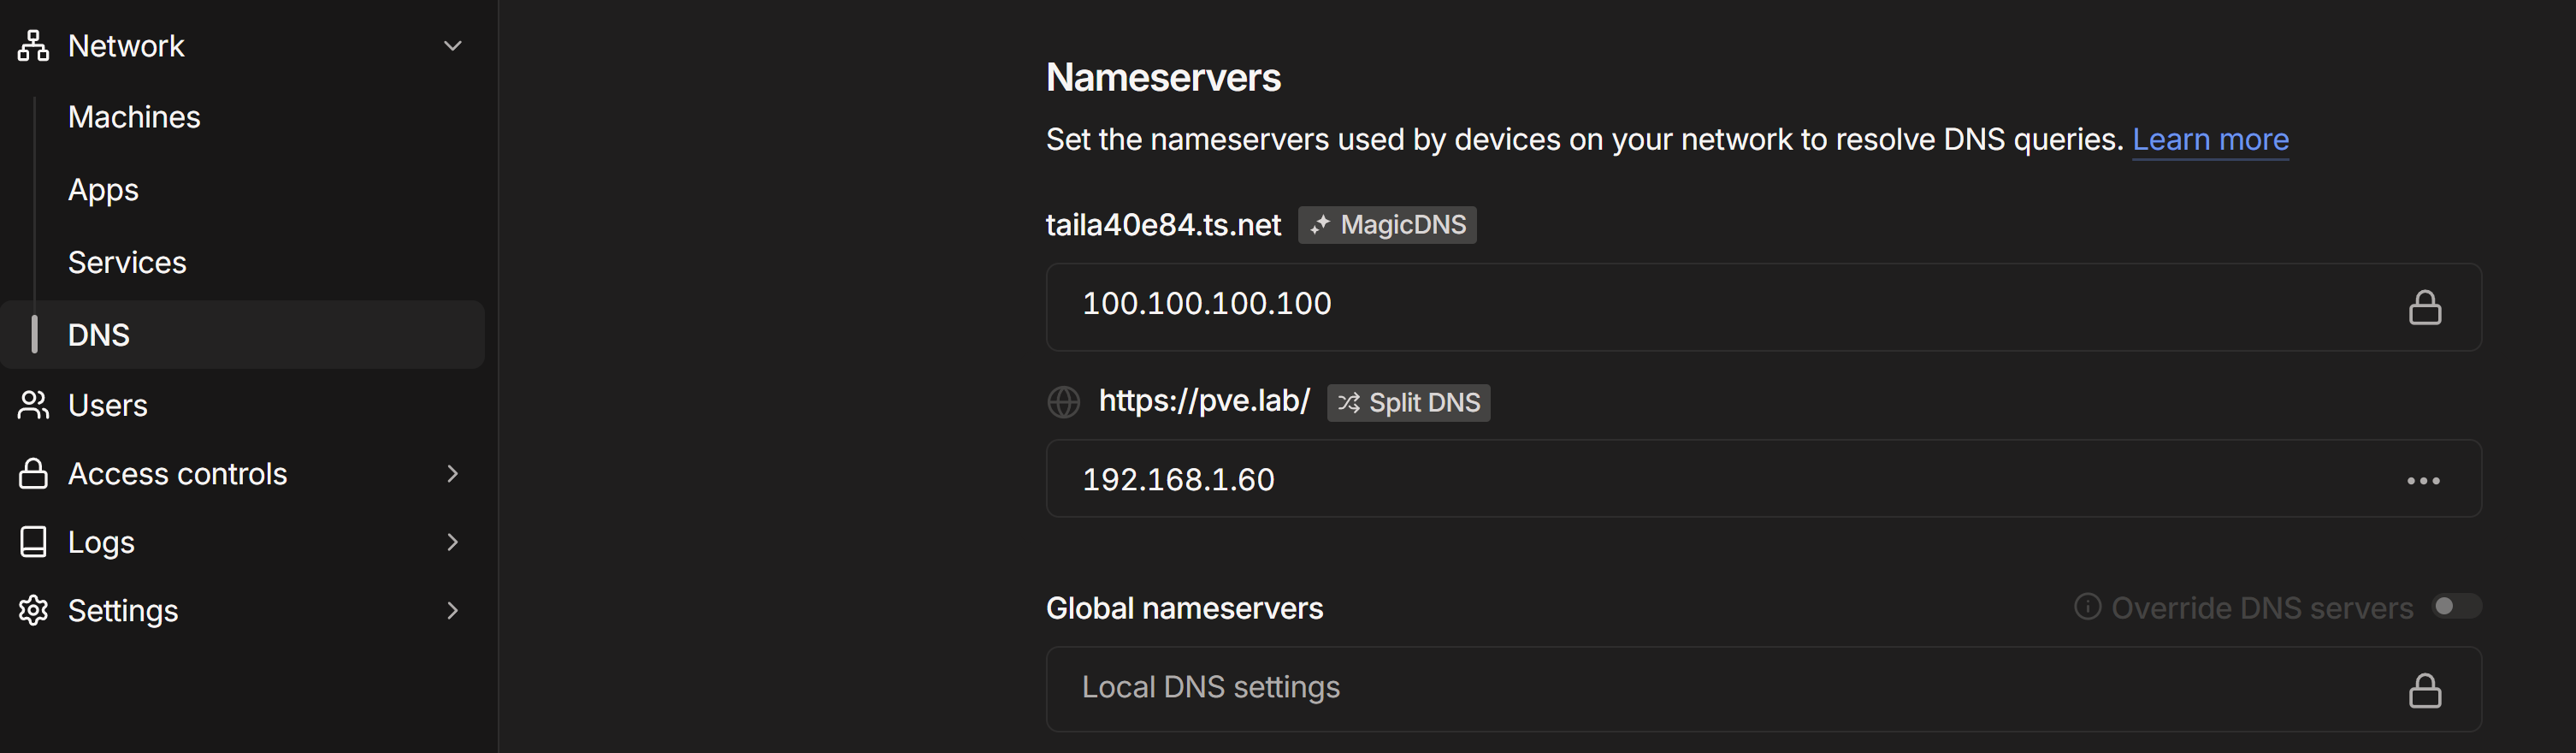 Network
Machines
Apps
Services
DNS
Users
Access controls
Logs
Settings
Nameservers
Set the nameservers used by devices on your network to resolve DNS queries. Learn more
taila40e84.ts.net MagicDNS
100.100.100.100
https://pve.lab/ Split DNS
192.168.1.60
Global nameservers Override DNS servers
Local DNS settings